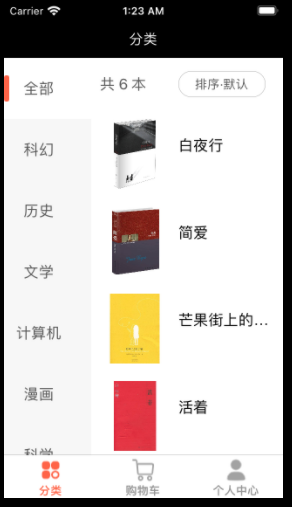 Carrier 1:23 AM
分类
全部
共 6 本
排序·默认
科幻
白夜行
历史
简爱
文学
芒果街上的…
计算机
漫画
活着
科学
分类
购物车
个人中心